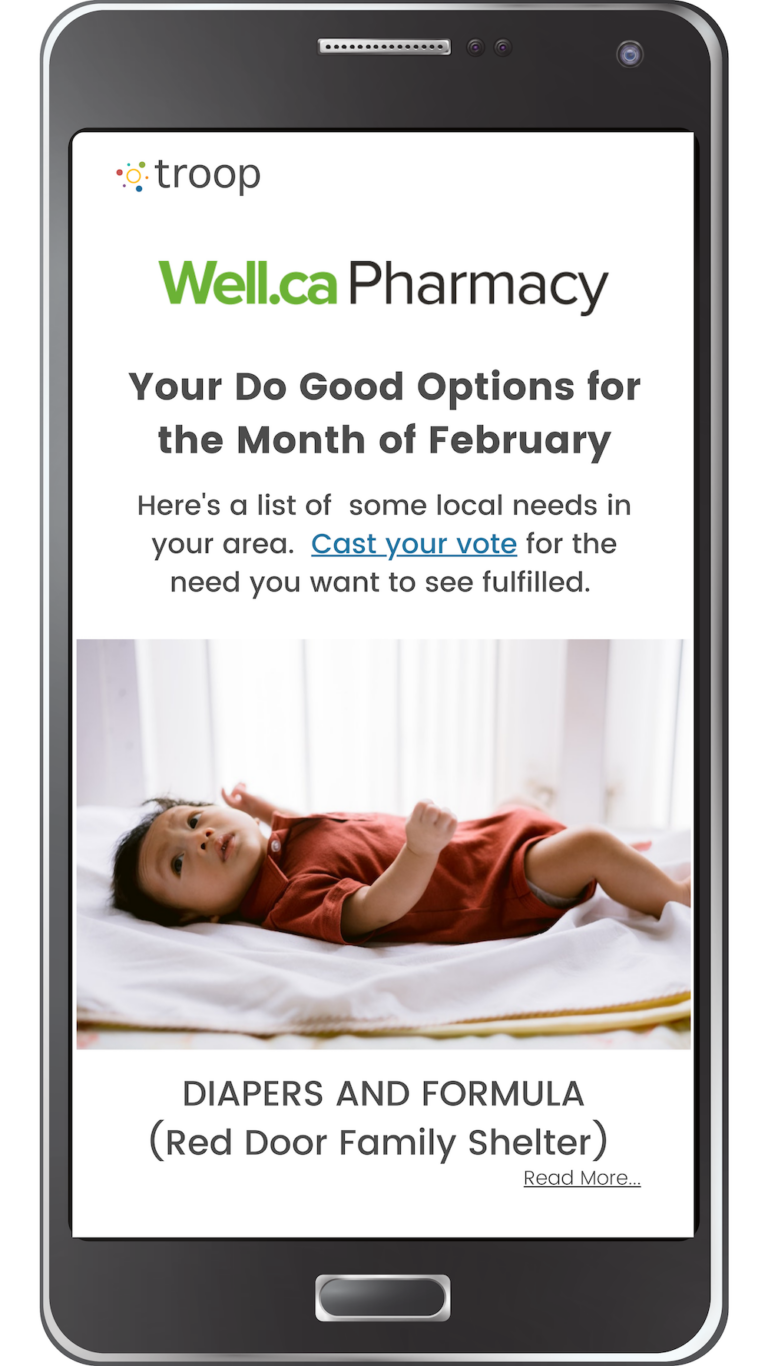 troop
Well.ca Pharmacy
Your Do Good Options for
the Month of February
Here's a list of  some local needs in
your area.  Cast your vote for the
need you want to see fulfilled.
DIAPERS AND FORMULA
(Red Door Family Shelter)
Read More...